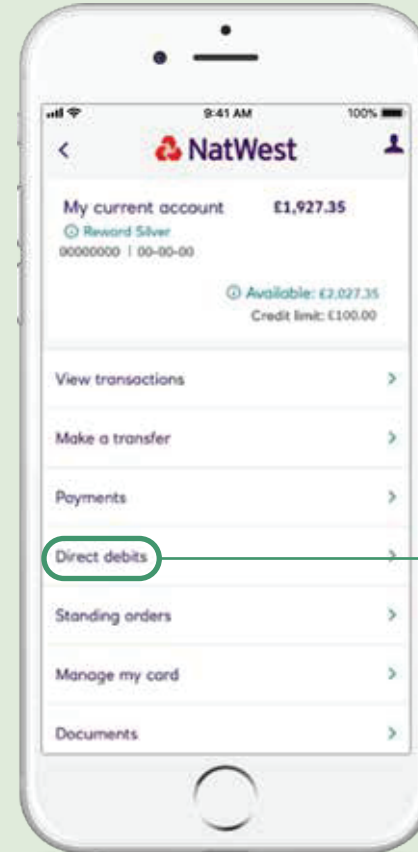 9:41 AM 100%
NatWest
My current account £1,927.35
Reward Silver
00000000 | 00-00-00
Available: £2,027.35
Credit limit: £100.00
View transactions
Make a transfer
Payments
Direct debits
Standing orders
Manage my card
Documents